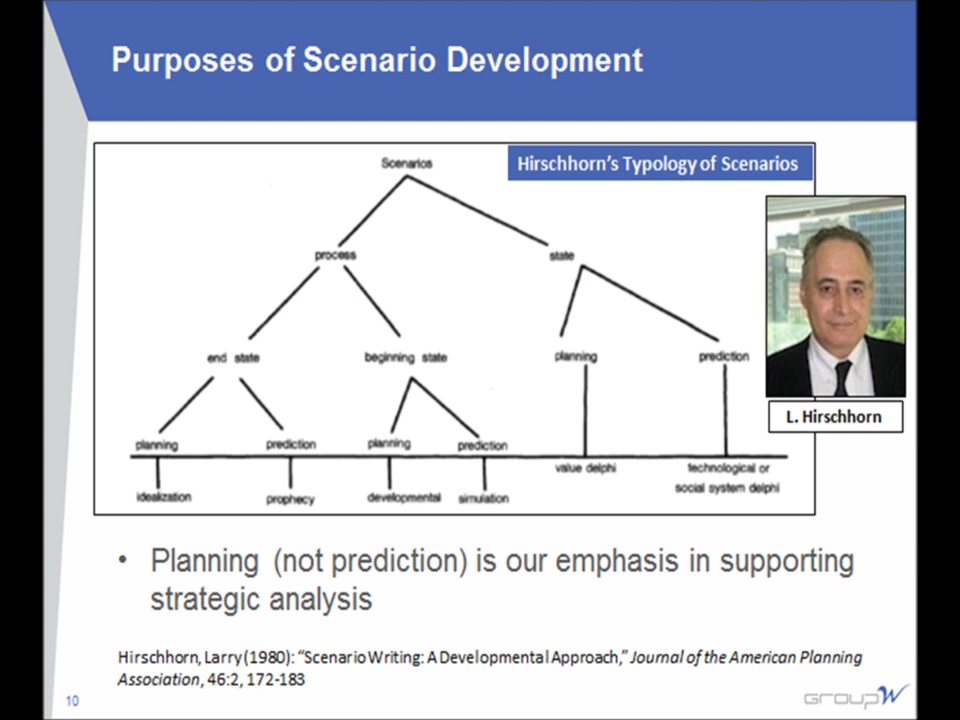 Purposes of Scenario Development
Hirschhorn's Typology of Scenarios
Scenarios
process state
end state beginning state planning prediction
planning prediction planning prediction
value delphi technological or
social system delphi
idealization prophecy developmental simulation
L. Hirschhorn
• Planning (not prediction) is our emphasis in supporting
strategic analysis
Hirschhorn, Larry (1980): “Scenario Writing: A Developmental Approach,” Journal of the American Planning
Association, 46:2, 172-183
10
GROUPW